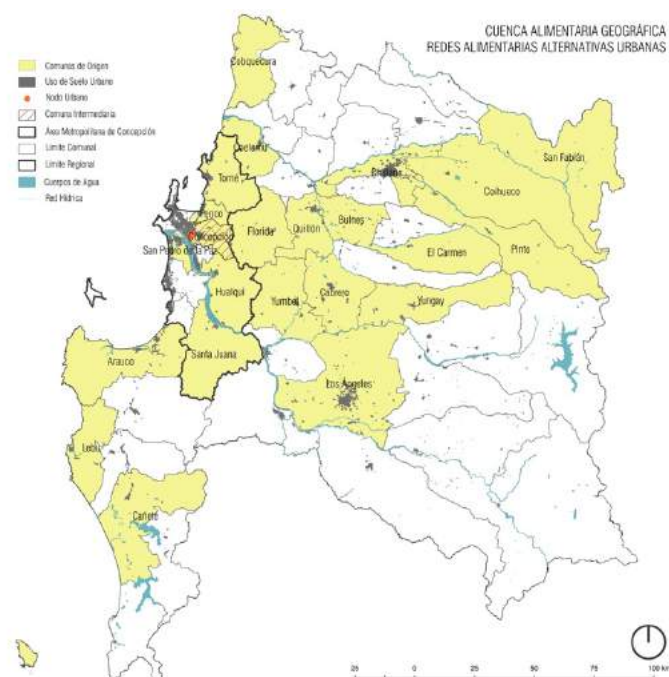 CUENCA ALIMENTARIA GEOGRÁFICA
REDES ALIMENTARIAS ALTERNATIVAS URBANAS
Comunas de Origen
Uso de Suelo Urbano
Nodo Urbano
Comuna Intermediaria
Área Metropolitana de Concepción
Límite Comunal
Límite Regional
Cuerpos de Agua
Red Hídrica
Cobquecura
Coelemu
Tomé
Chillán
San Fabián
Coihueco
Penco
Concepción
Florida
Quillón
Bulnes
San Pedro de la Paz
El Carmen
Pinto
Hualqui
Yumbel
Cabrero
Yungay
Santa Juana
Arauco
Los Ángeles
Lebu
Cañete
25 0 25 50 75 100 km